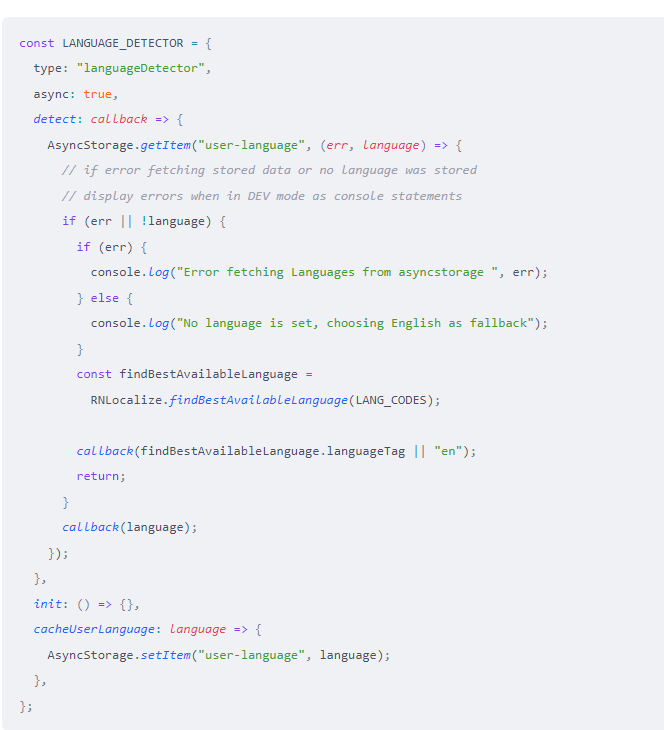 const LANGUAGE_DETECTOR = {
  type: "languageDetector",
  async: true,
  detect: callback => {
    AsyncStorage.getItem("user-language", (err, language) => {
      // if error fetching stored data or no language was stored
      // display errors when in DEV mode as console statements
      if (err || !language) {
        if (err) {
          console.log("Error fetching Languages from asyncstorage ", err);
        } else {
          console.log("No language is set, choosing English as fallback");
        }
        const findBestAvailableLanguage =
          RNLocalize.findBestAvailableLanguage(LANG_CODES);

        callback(findBestAvailableLanguage.languageTag || "en");
        return;
      }
      callback(language);
    });
  },
  init: () => {},
  cacheUserLanguage: language => {
    AsyncStorage.setItem("user-language", language);
  },
};